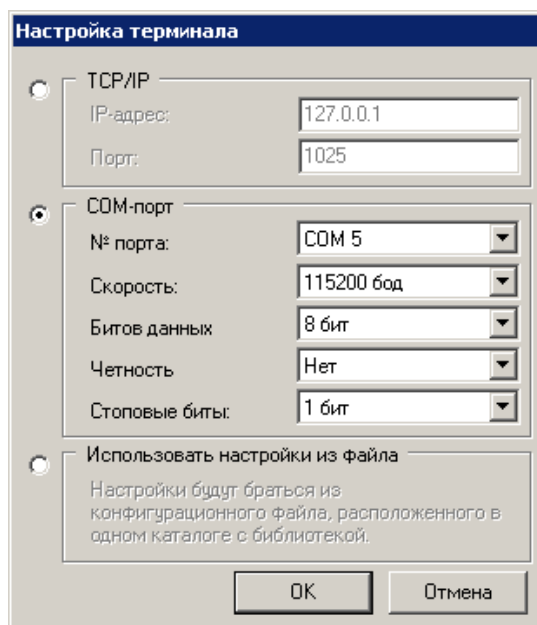 Настройка терминала
TCP/IP
IP-адрес: 127.0.0.1
Порт: 1025
COM-порт
№ порта: COM 5
Скорость: 115200 бод
Битов данных 8 бит
Четность Нет
Стоповые биты: 1 бит
Использовать настройки из файла
Настройки будут браться из
конфигурационного файла, расположенного в
одном каталоге с библиотекой.
OK Отмена